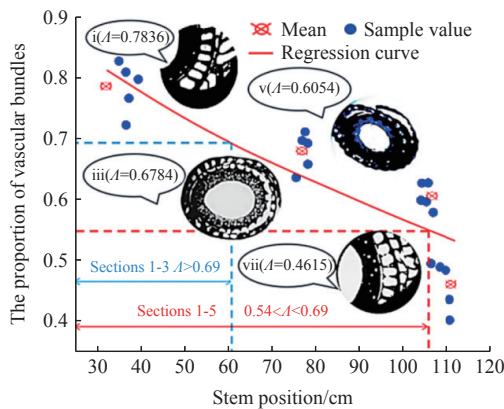 Mean
Sample value
Regression curve
The proportion of vascular bundles
0.9
0.8
0.7
0.6
0.5
0.4
i(Λ=0.7836)
v(Λ=0.6054)
iii(Λ=0.6784)
vii(Λ=0.4615)
Sections 1-3 Λ>0.69
Sections 1-5 0.54<Λ<0.69
30 40 50 60 70 80 90 100 110 120
Stem position/cm